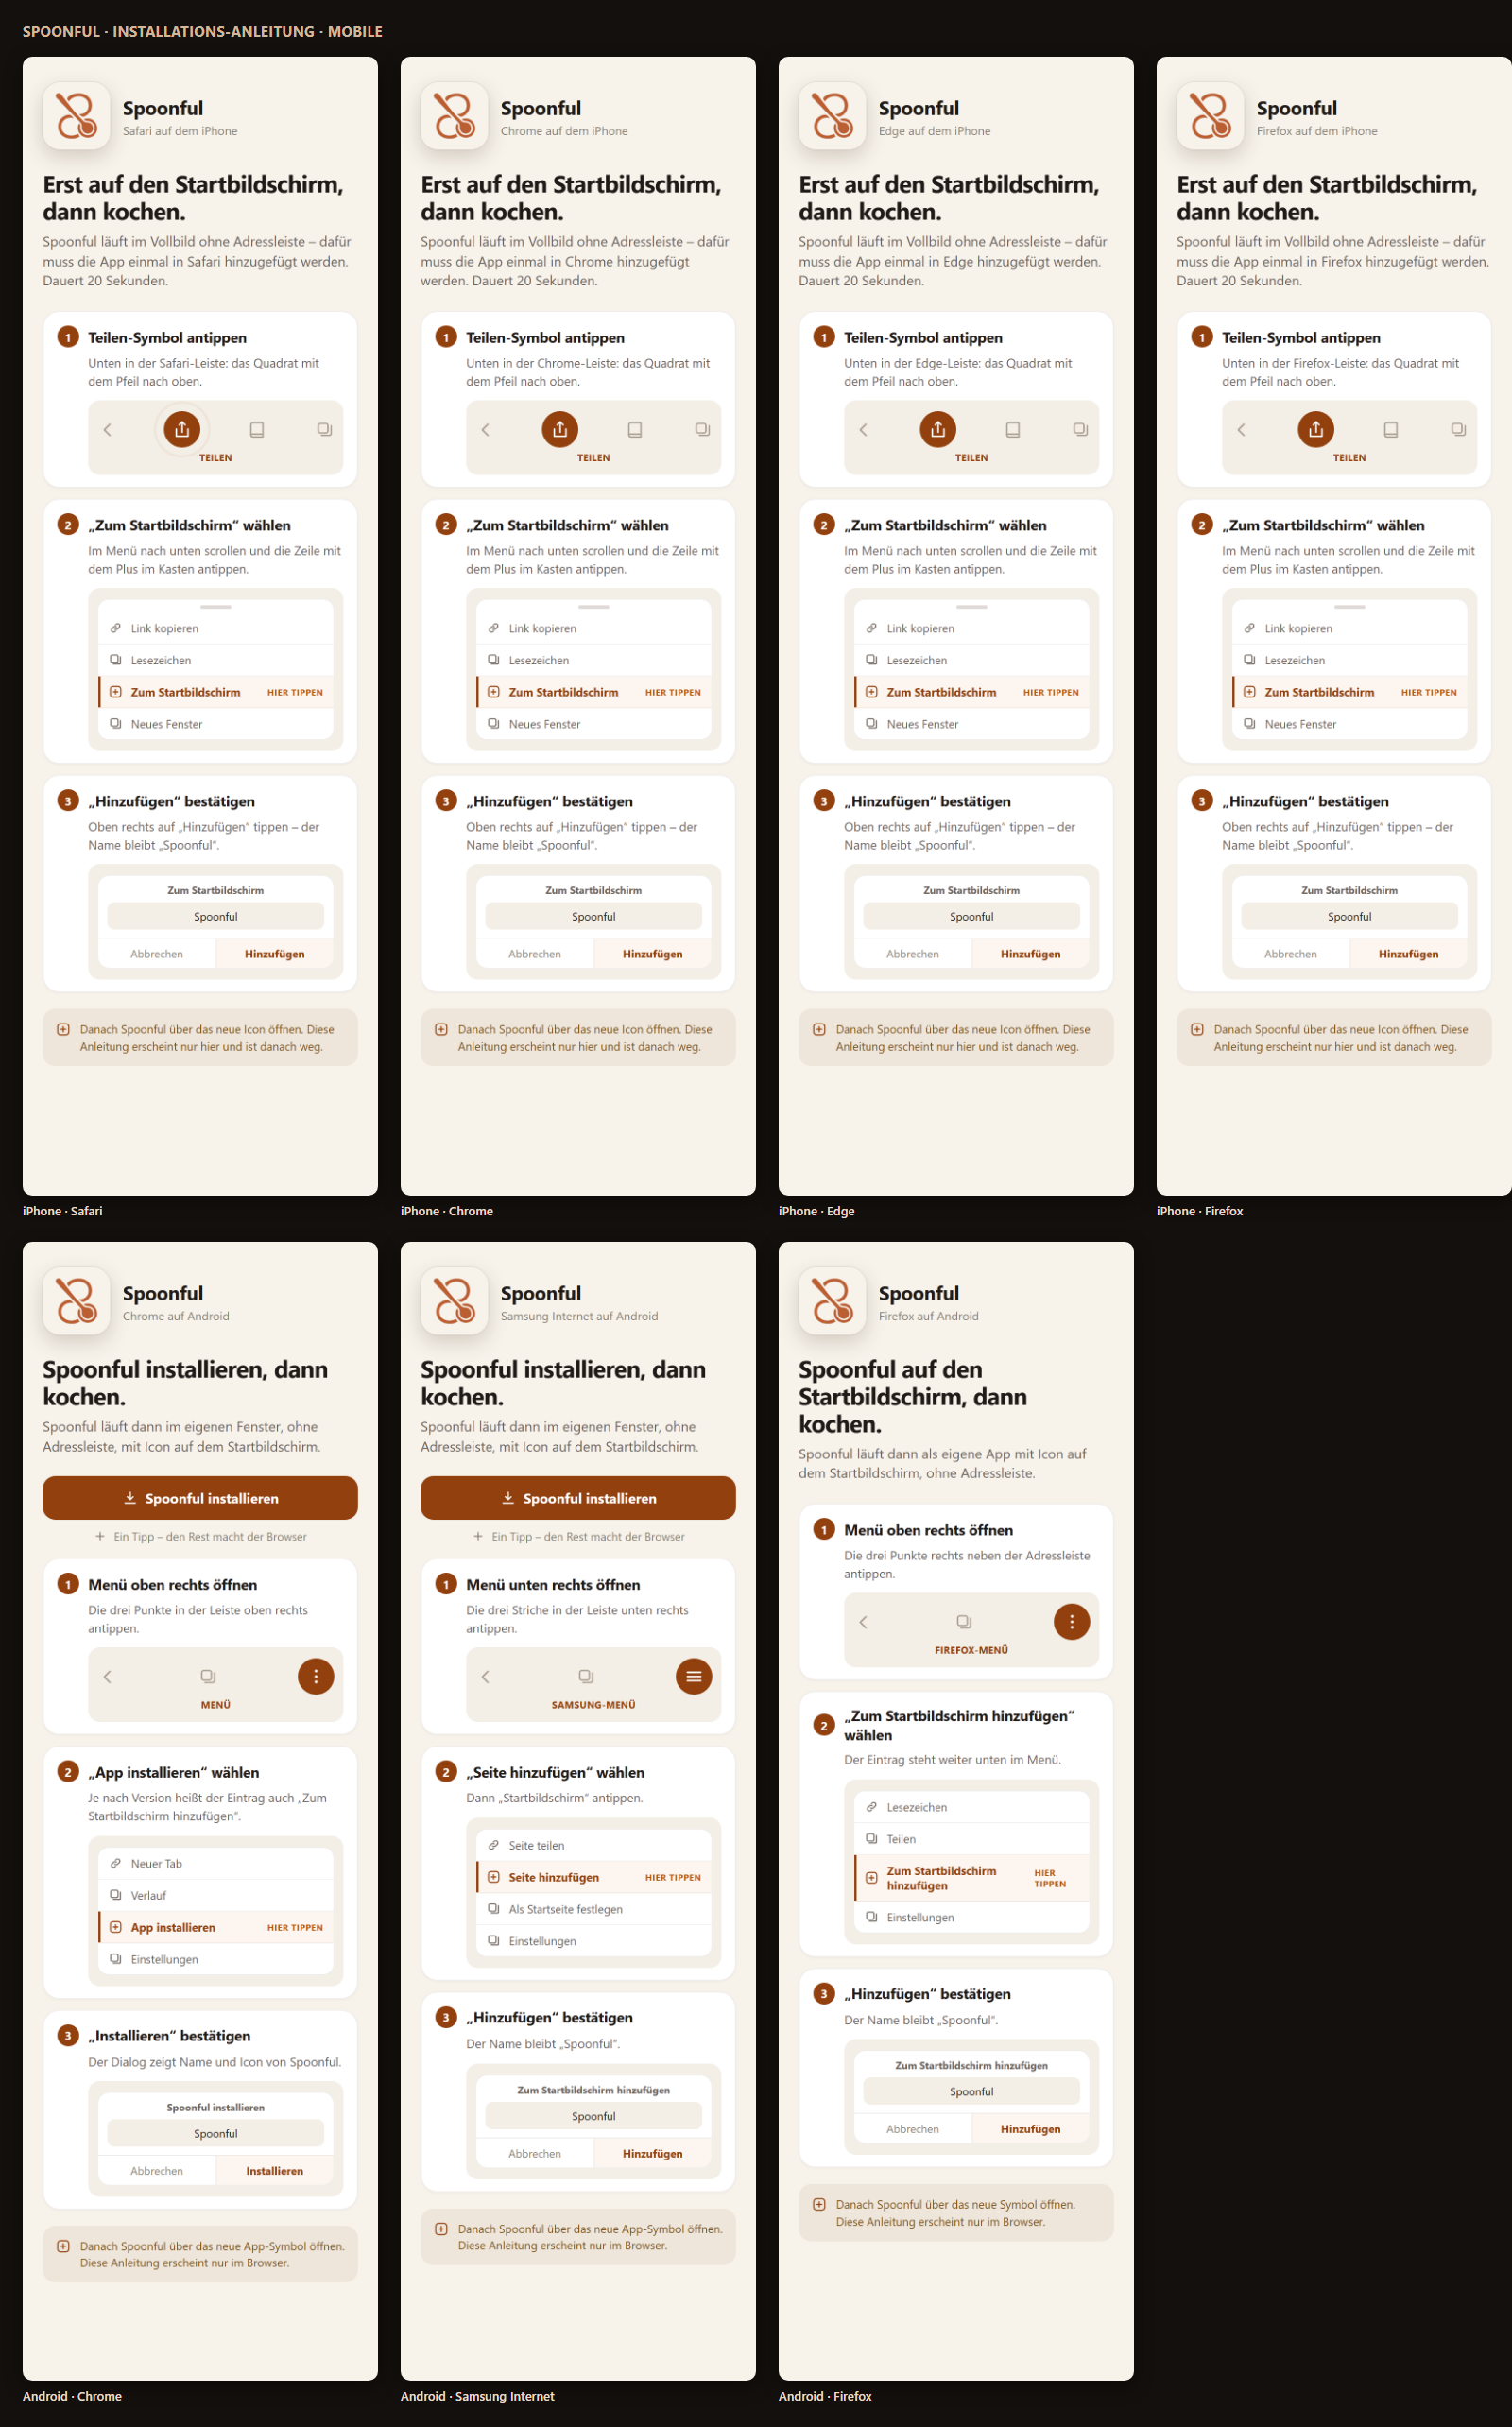 SPOONFUL · INSTALLATIONS-ANLEITUNG · MOBILE
Spoonful
Safari auf dem iPhone
Erst auf den Startbildschirm,
dann kochen.
Spoonful läuft im Vollbild ohne Adressleiste – dafür
muss die App einmal in Safari hinzugefügt werden.
Dauert 20 Sekunden.
1
Teilen-Symbol antippen
Unten in der Safari-Leiste: das Quadrat mit
dem Pfeil nach oben.
TEILEN
2
„Zum Startbildschirm“ wählen
Im Menü nach unten scrollen und die Zeile mit
dem Plus im Kasten antippen.
Link kopieren
Lesezeichen
Zum Startbildschirm HIER TIPPEN
Neues Fenster
3
„Hinzufügen“ bestätigen
Oben rechts auf „Hinzufügen“ tippen – der
Name bleibt „Spoonful“.
Zum Startbildschirm
Spoonful
Abbrechen Hinzufügen
Danach Spoonful über das neue Icon öffnen. Diese
Anleitung erscheint nur hier und ist danach weg.
iPhone · Safari
Spoonful
Chrome auf dem iPhone
Erst auf den Startbildschirm,
dann kochen.
Spoonful läuft im Vollbild ohne Adressleiste – dafür
muss die App einmal in Chrome hinzugefügt
werden. Dauert 20 Sekunden.
1
Teilen-Symbol antippen
Unten in der Chrome-Leiste: das Quadrat mit
dem Pfeil nach oben.
TEILEN
2
„Zum Startbildschirm“ wählen
Im Menü nach unten scrollen und die Zeile mit
dem Plus im Kasten antippen.
Link kopieren
Lesezeichen
Zum Startbildschirm HIER TIPPEN
Neues Fenster
3
„Hinzufügen“ bestätigen
Oben rechts auf „Hinzufügen“ tippen – der
Name bleibt „Spoonful“.
Zum Startbildschirm
Spoonful
Abbrechen Hinzufügen
Danach Spoonful über das neue Icon öffnen. Diese
Anleitung erscheint nur hier und ist danach weg.
iPhone · Chrome
Spoonful
Edge auf dem iPhone
Erst auf den Startbildschirm,
dann kochen.
Spoonful läuft im Vollbild ohne Adressleiste – dafür
muss die App einmal in Edge hinzugefügt werden.
Dauert 20 Sekunden.
1
Teilen-Symbol antippen
Unten in der Edge-Leiste: das Quadrat mit
dem Pfeil nach oben.
TEILEN
2
„Zum Startbildschirm“ wählen
Im Menü nach unten scrollen und die Zeile mit
dem Plus im Kasten antippen.
Link kopieren
Lesezeichen
Zum Startbildschirm HIER TIPPEN
Neues Fenster
3
„Hinzufügen“ bestätigen
Oben rechts auf „Hinzufügen“ tippen – der
Name bleibt „Spoonful“.
Zum Startbildschirm
Spoonful
Abbrechen Hinzufügen
Danach Spoonful über das neue Icon öffnen. Diese
Anleitung erscheint nur hier und ist danach weg.
iPhone · Edge
Spoonful
Firefox auf dem iPhone
Erst auf den Startbildschirm,
dann kochen.
Spoonful läuft im Vollbild ohne Adressleiste – dafür
muss die App einmal in Firefox hinzugefügt werden.
Dauert 20 Sekunden.
1
Teilen-Symbol antippen
Unten in der Firefox-Leiste: das Quadrat mit
dem Pfeil nach oben.
TEILEN
2
„Zum Startbildschirm“ wählen
Im Menü nach unten scrollen und die Zeile mit
dem Plus im Kasten antippen.
Link kopieren
Lesezeichen
Zum Startbildschirm HIER TIPPEN
Neues Fenster
3
„Hinzufügen“ bestätigen
Oben rechts auf „Hinzufügen“ tippen – der
Name bleibt „Spoonful“.
Zum Startbildschirm
Spoonful
Abbrechen Hinzufügen
Danach Spoonful über das neue Icon öffnen. Diese
Anleitung erscheint nur hier und ist danach weg.
iPhone · Firefox
Spoonful
Chrome auf Android
Spoonful installieren, dann
kochen.
Spoonful läuft dann im eigenen Fenster, ohne
Adressleiste, mit Icon auf dem Startbildschirm.
Spoonful installieren
Ein Tipp – den Rest macht der Browser
1
Menü oben rechts öffnen
Die drei Punkte in der Leiste oben rechts
antippen.
MENÜ
2
„App installieren“ wählen
Je nach Version heißt der Eintrag auch „Zum
Startbildschirm hinzufügen“.
Neuer Tab
Verlauf
App installieren HIER TIPPEN
Einstellungen
3
„Installieren“ bestätigen
Der Dialog zeigt Name und Icon von Spoonful.
Spoonful installieren
Spoonful
Abbrechen Installieren
Danach Spoonful über das neue App-Symbol öffnen.
Diese Anleitung erscheint nur im Browser.
Android · Chrome
Spoonful
Samsung Internet auf Android
Spoonful installieren, dann
kochen.
Spoonful läuft dann im eigenen Fenster, ohne
Adressleiste, mit Icon auf dem Startbildschirm.
Spoonful installieren
Ein Tipp – den Rest macht der Browser
1
Menü unten rechts öffnen
Die drei Striche in der Leiste unten rechts
antippen.
SAMSUNG-MENÜ
2
„Seite hinzufügen“ wählen
Dann „Startbildschirm“ antippen.
Seite teilen
Seite hinzufügen HIER TIPPEN
Als Startseite festlegen
Einstellungen
3
„Hinzufügen“ bestätigen
Der Name bleibt „Spoonful“.
Zum Startbildschirm hinzufügen
Spoonful
Abbrechen Hinzufügen
Danach Spoonful über das neue App-Symbol öffnen.
Diese Anleitung erscheint nur im Browser.
Android · Samsung Internet
Spoonful
Firefox auf Android
Spoonful auf den
Startbildschirm, dann
kochen.
Spoonful läuft dann als eigene App mit Icon auf
dem Startbildschirm, ohne Adressleiste.
1
Menü oben rechts öffnen
Die drei Punkte rechts neben der Adressleiste
antippen.
FIREFOX-MENÜ
2
„Zum Startbildschirm hinzufügen“
wählen
Der Eintrag steht weiter unten im Menü.
Lesezeichen
Teilen
Zum Startbildschirm
hinzufügen
HIER
TIPPEN
Einstellungen
3
„Hinzufügen“ bestätigen
Der Name bleibt „Spoonful“.
Zum Startbildschirm hinzufügen
Spoonful
Abbrechen Hinzufügen
Danach Spoonful über das neue Symbol öffnen.
Diese Anleitung erscheint nur im Browser.
Android · Firefox